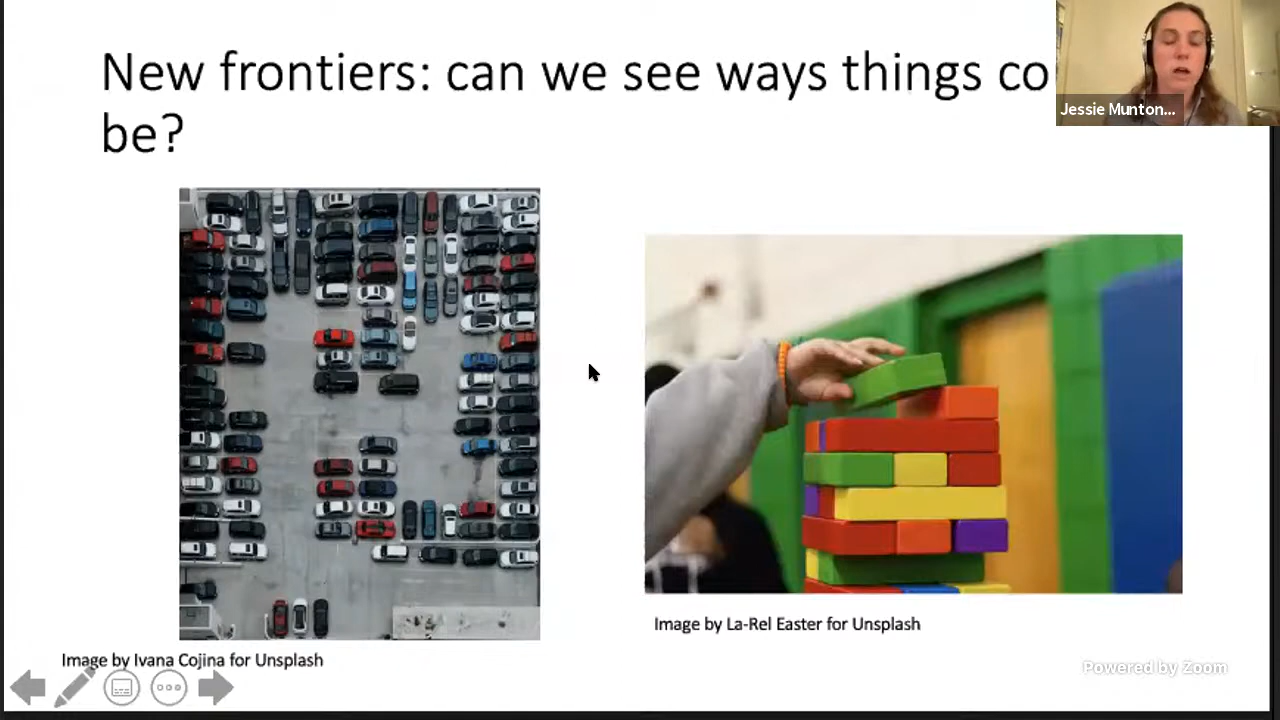 New frontiers: can we see ways things co
be?
Jessie Munton...
Image by La-Rel Easter for Unsplash
Image by Ivana Cojina for Unsplash
Powered by Zoom